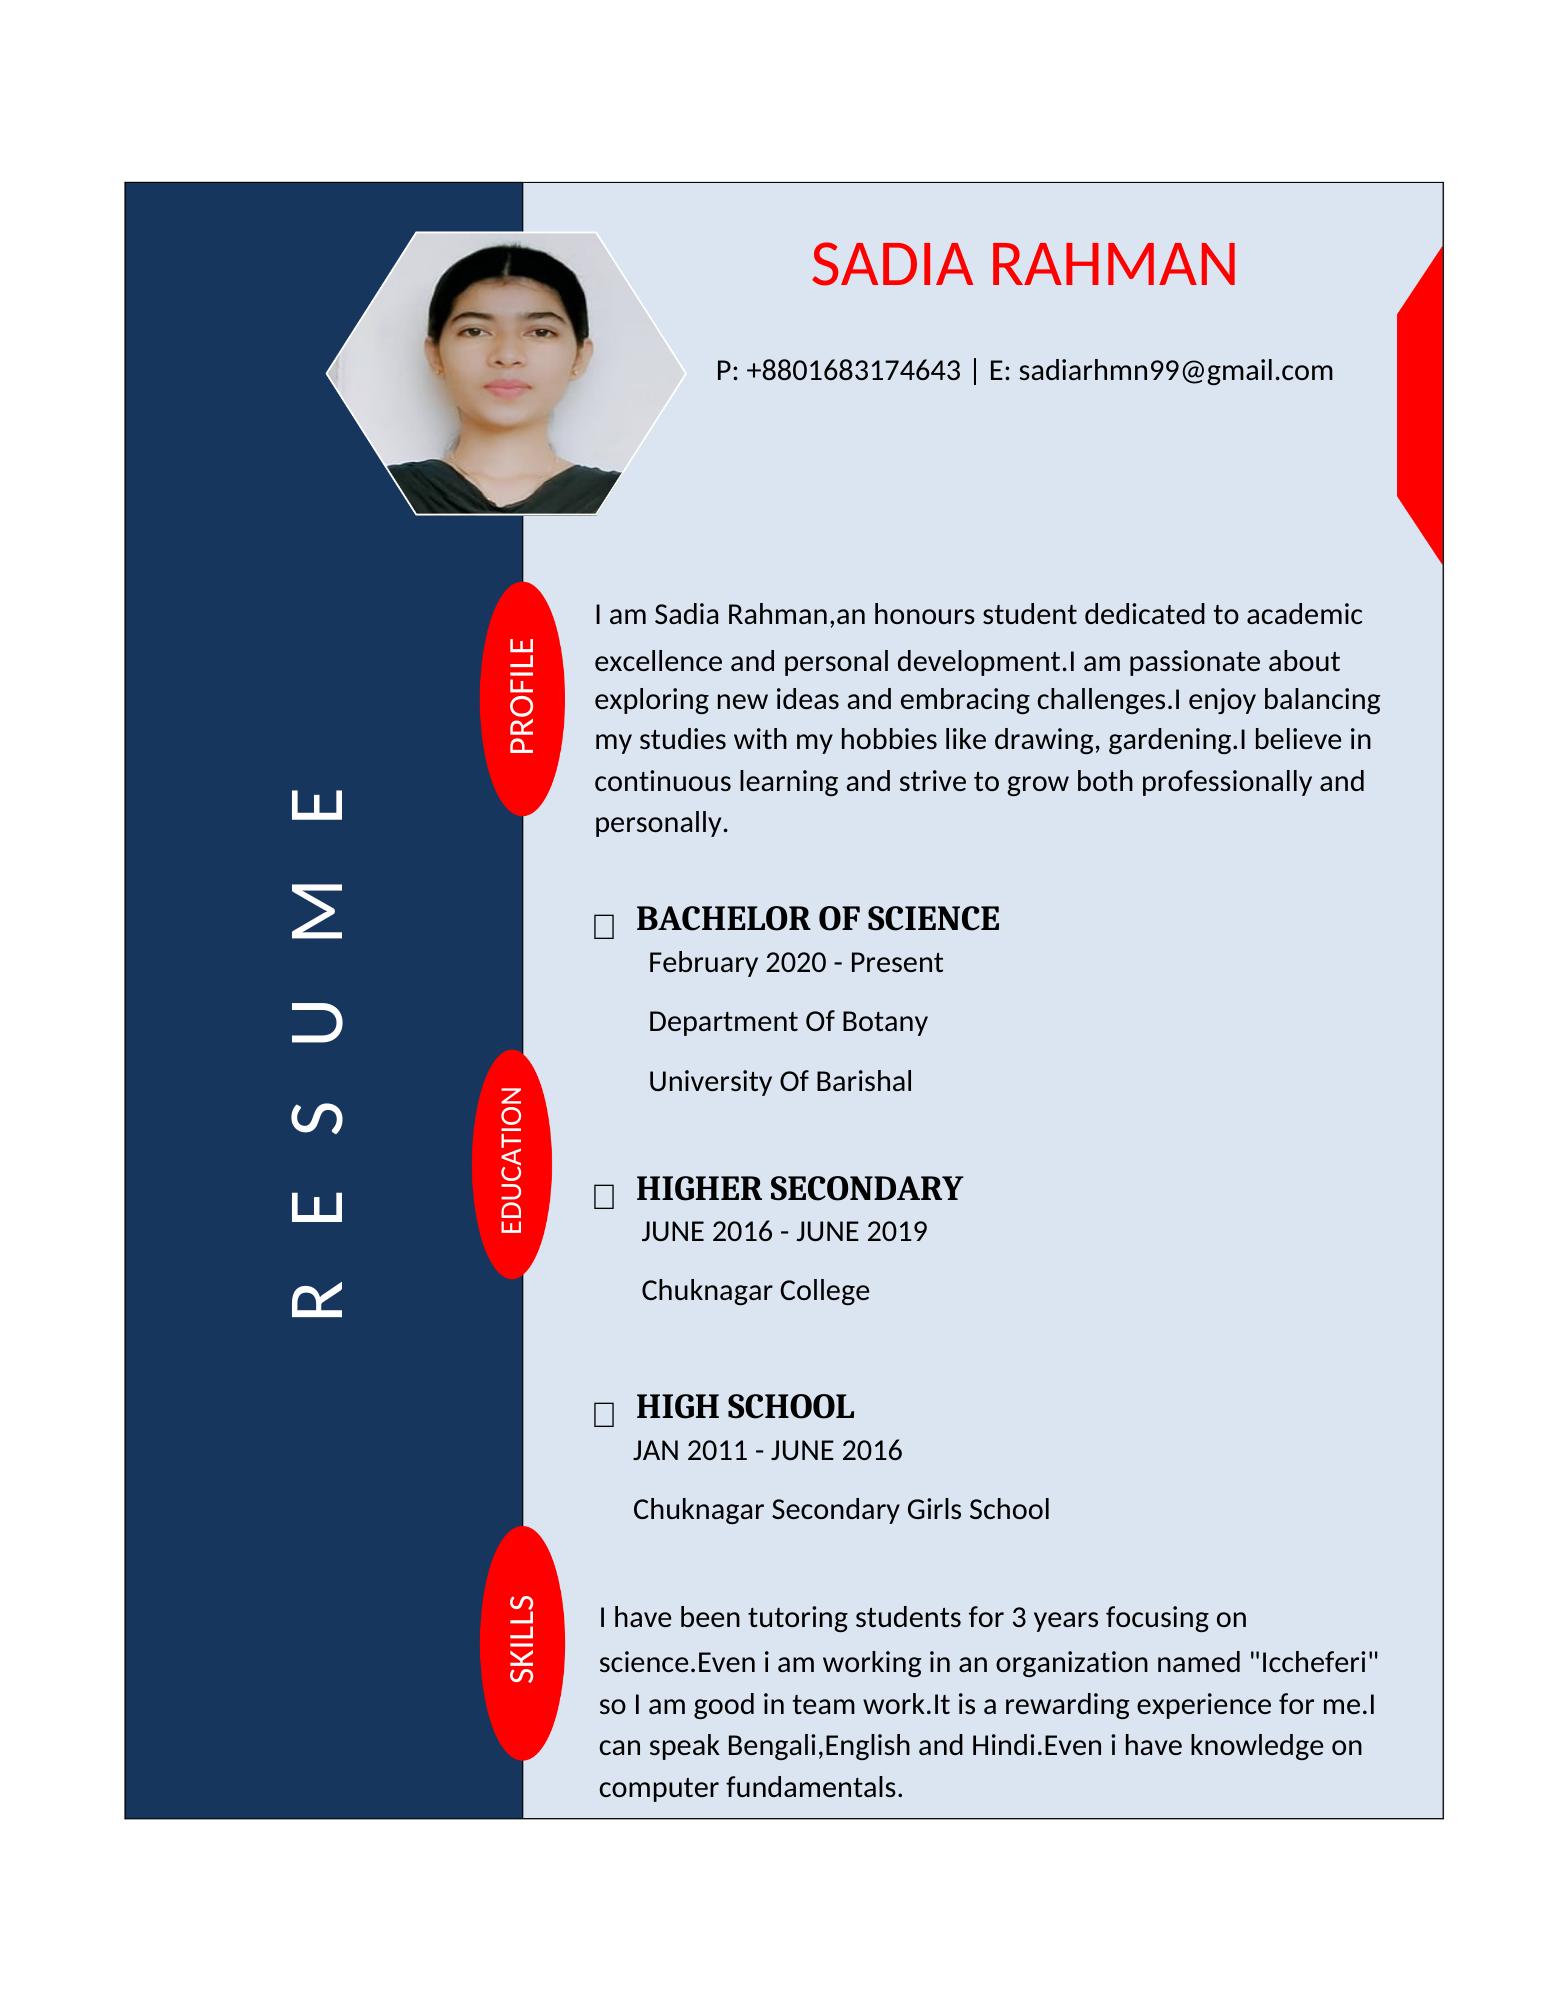 SADIA RAHMAN
P: +8801683174643 | E: sadiarhmn99@gmail.com
RESUME
PROFILE
I am Sadia Rahman,an honours student dedicated to academic
excellence and personal development.I am passionate about
exploring new ideas and embracing challenges.I enjoy balancing
my studies with my hobbies like drawing, gardening.I believe in
continuous learning and strive to grow both professionally and
personally.
EDUCATION
BACHELOR OF SCIENCE
February 2020 - Present
Department Of Botany
University Of Barishal
HIGHER SECONDARY
JUNE 2016 - JUNE 2019
Chuknagar College
HIGH SCHOOL
JAN 2011 - JUNE 2016
Chuknagar Secondary Girls School
SKILLS
I have been tutoring students for 3 years focusing on
science.Even i am working in an organization named "Iccheferi"
so I am good in team work.It is a rewarding experience for me.I
can speak Bengali,English and Hindi.Even i have knowledge on
computer fundamentals.